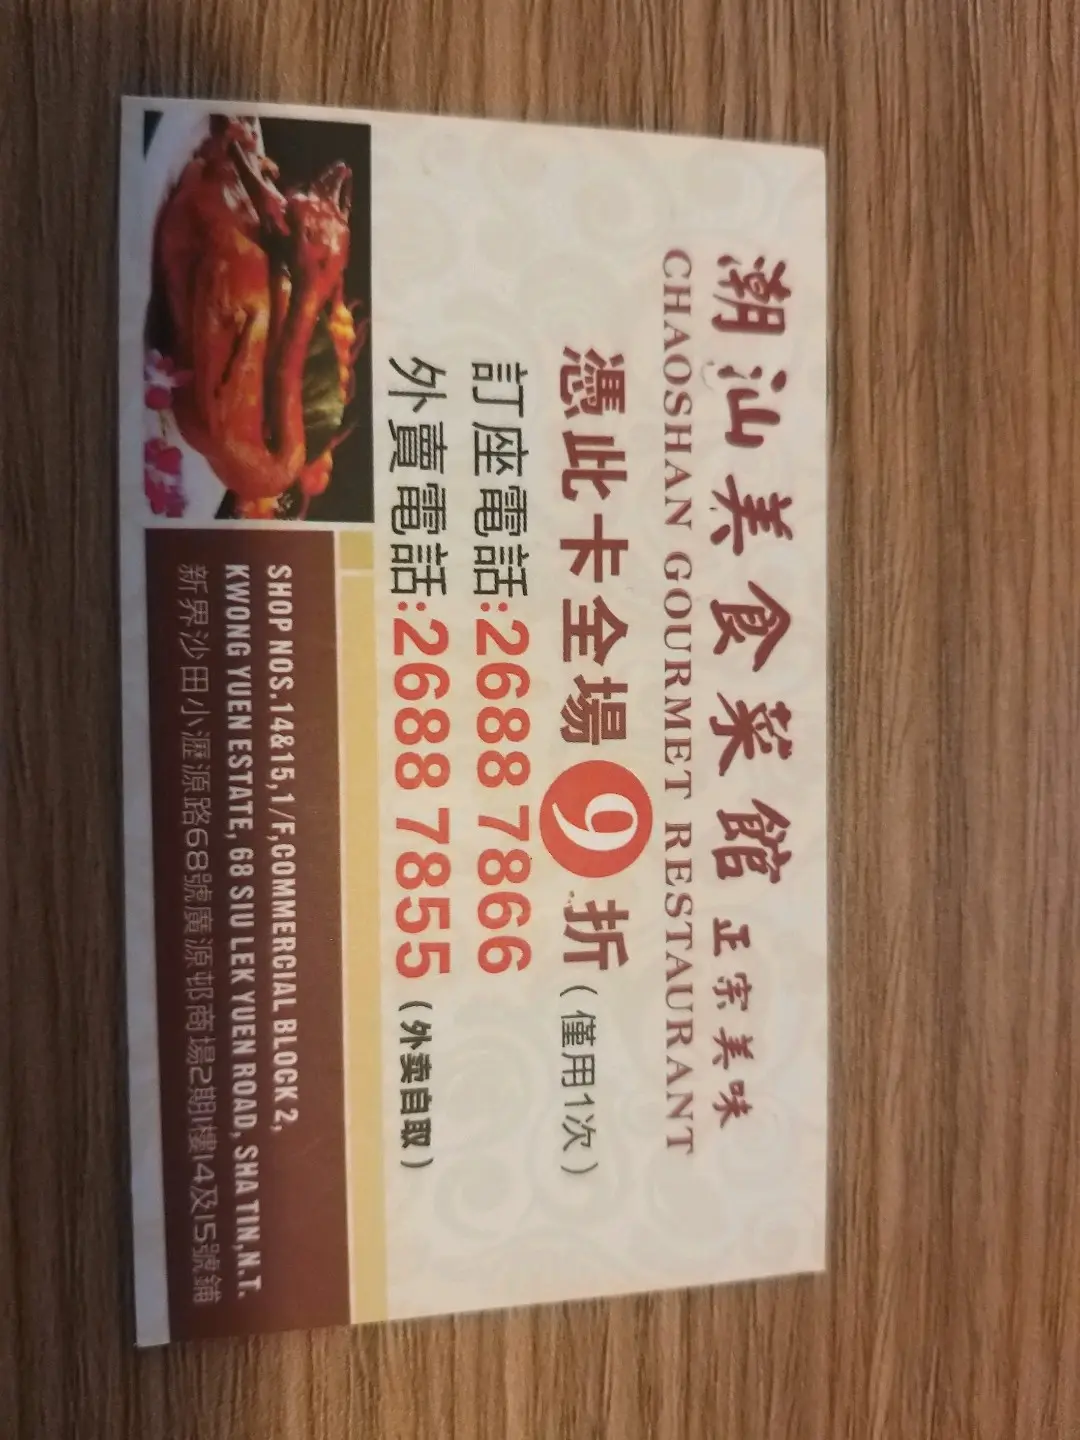 潮汕美食菜館 正宗美味
CHAOSHAN GOURMET RESTAURANT
憑此卡全場9折(僅用1次)
訂座電話:2688 7866
外賣電話:2688 7855(外卖自取)
SHOP NOS.14&15,1/F,COMMERCIAL BLOCK 2,
KWONG YUEN ESTATE, 68 SIU LEK YUEN ROAD, SHA TIN,N.T.
新界沙田小瀝源路68號廣源邨商場2期1樓14及15號鋪